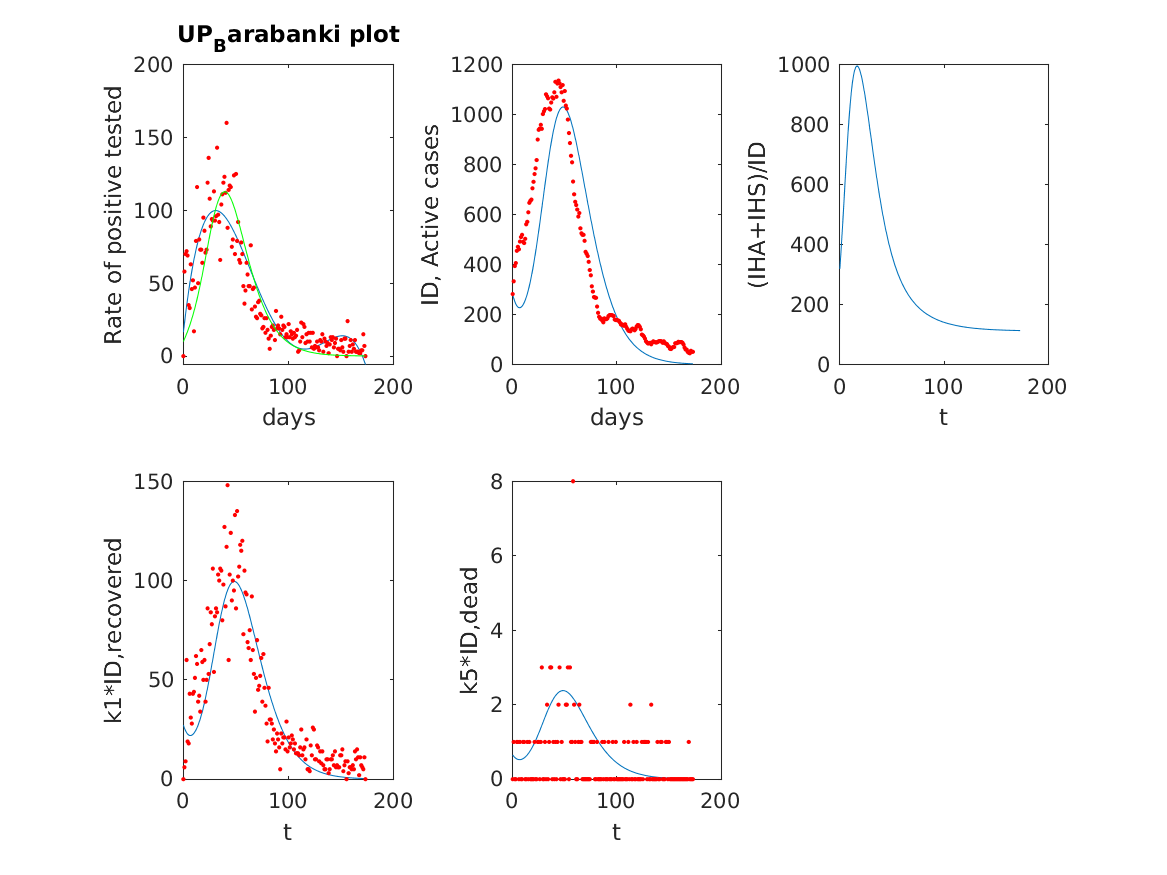 UP_Barabanki plot
200
150
100
50
0
0 100 200
days
Rate of positive tested
1200
1000
800
600
400
200
0
0 100 200
days
ID, Active cases
1000
800
600
400
200
0
0 100 200
t
(IHA+IHS)/ID
150
100
50
0
0 100 200
t
k1*ID,recovered
8
6
4
2
0
0 100 200
t
k5*ID,dead